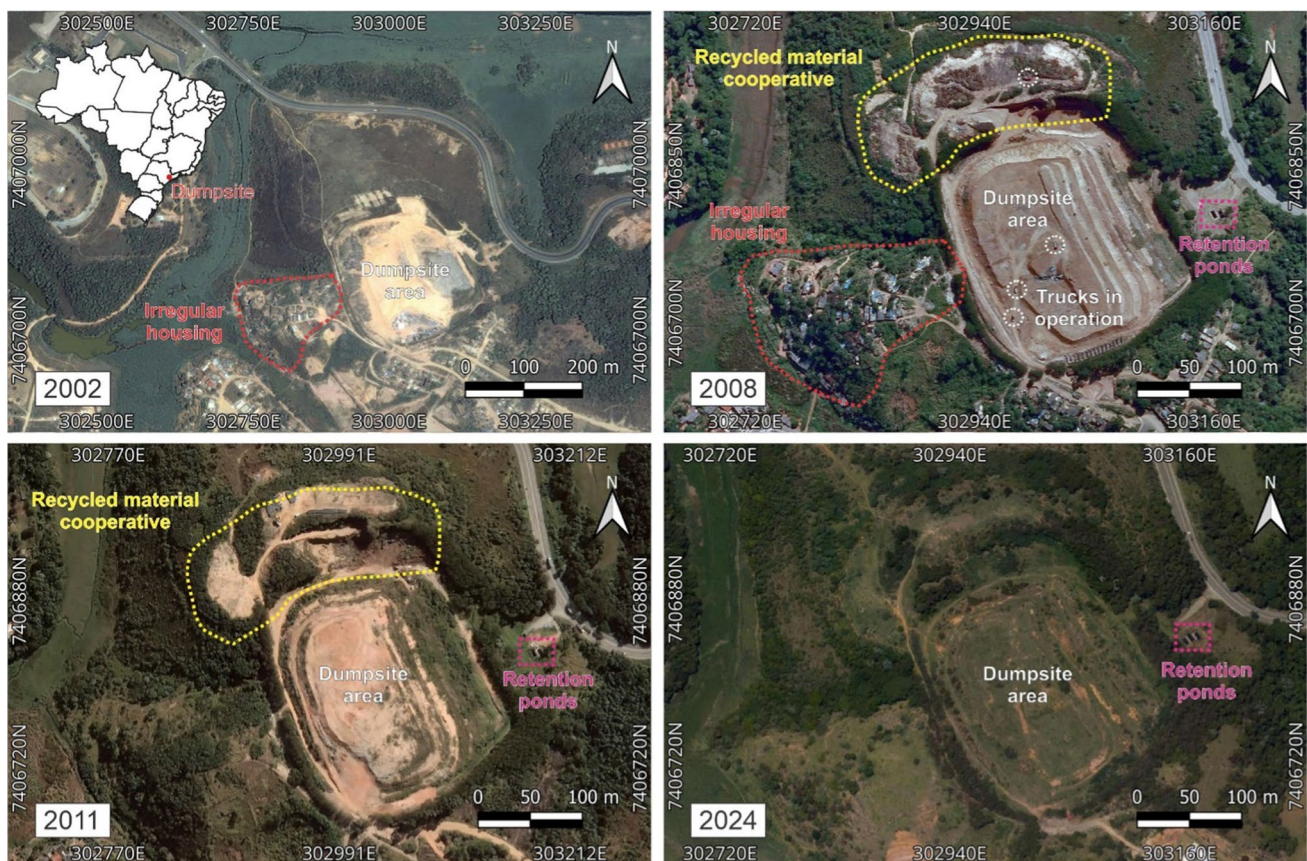 302500E 302750E 303000E 303250E
N
7407000N
7407000N
Dumpsite
Dumpsite
area
Irregular
housing
7406700N
7406700N
0 100 200 m
2002
302500E 302750E 303000E 303250E
302720E 302940E 303160E
Recycled material
cooperative
N
7406850N
7406850N
Dumpsite
area
Irregular
housing
Retention
ponds
Trucks in
operation
7406700N
7406700N
0 50 100 m
2008
302720E 302940E 303160E
302770E 302991E 303212E
Recycled material
cooperative
N
7406880N
7406880N
Dumpsite
area
Retention
ponds
7406720N
7406720N
0 50 100 m
2011
302770E 302991E 303212E
302720E 302940E 303160E
N
7406880N
7406880N
Dumpsite
area
Retention
ponds
7406720N
7406720N
0 50 100 m
2024
302720E 302940E 303160E